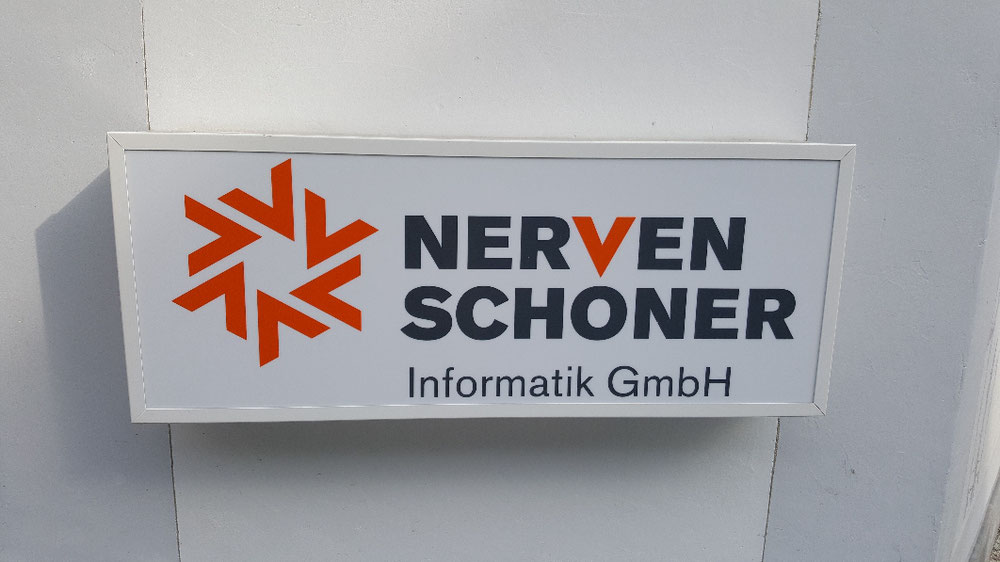 NERVEN
SCHONER
Informatik GmbH